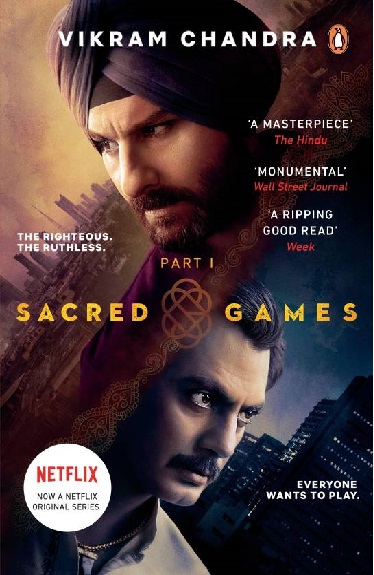 VIKRAM CHANDRA
'A MASTERPIECE'
The Hindu
'MONUMENTAL'
Wall Street Journal
'A RIPPING
GOOD READ'
Week
THE RIGHTEOUS.
THE RUTHLESS.
PART I
SACRED GAMES
NETFLIX
NOW A NETFLIX
ORIGINAL SERIES
EVERYONE
WANTS TO PLAY.